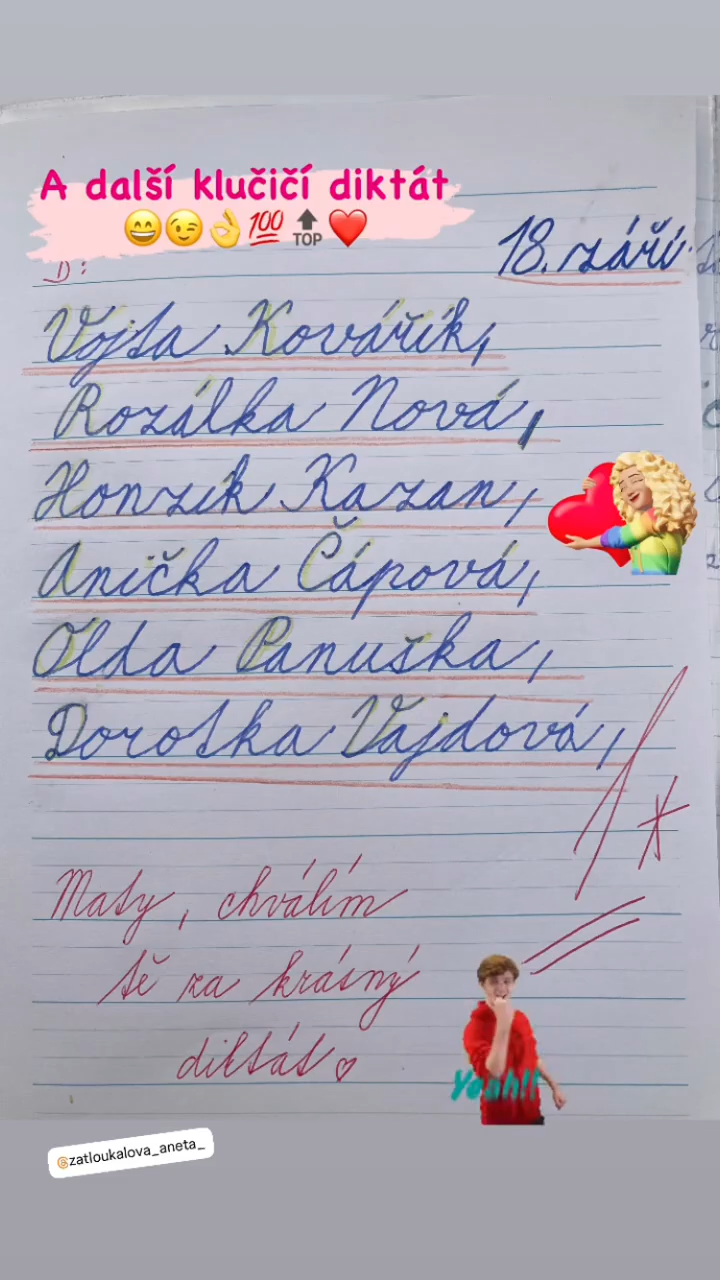 A další klučičí diktát
😄😉👌💯🔝❤️
18. září
D:
Vojta Kovářík,
Rozálka Nová,
Honzík Kazan,
Anička Čápová,
Olda Panuška,
Dorotka Vajdová,
1*
Maty, chválím
tě za krásný
diktát ♡
Yeah!!
@zatloukalova_aneta_